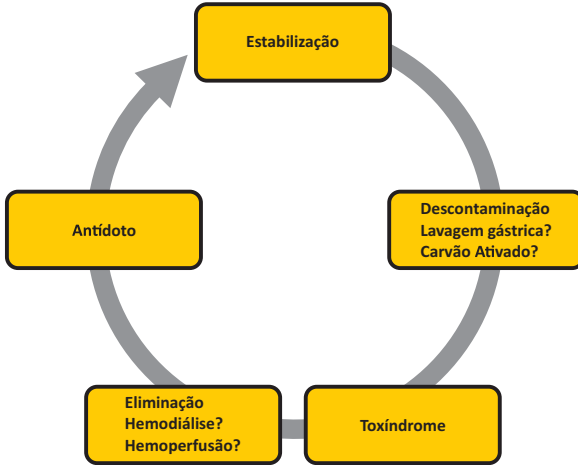 Estabilização
Descontaminação
Lavagem gástrica?
Carvão Ativado?
Toxíndrome
Eliminação
Hemodiálise?
Hemoperfusão?
Antídoto